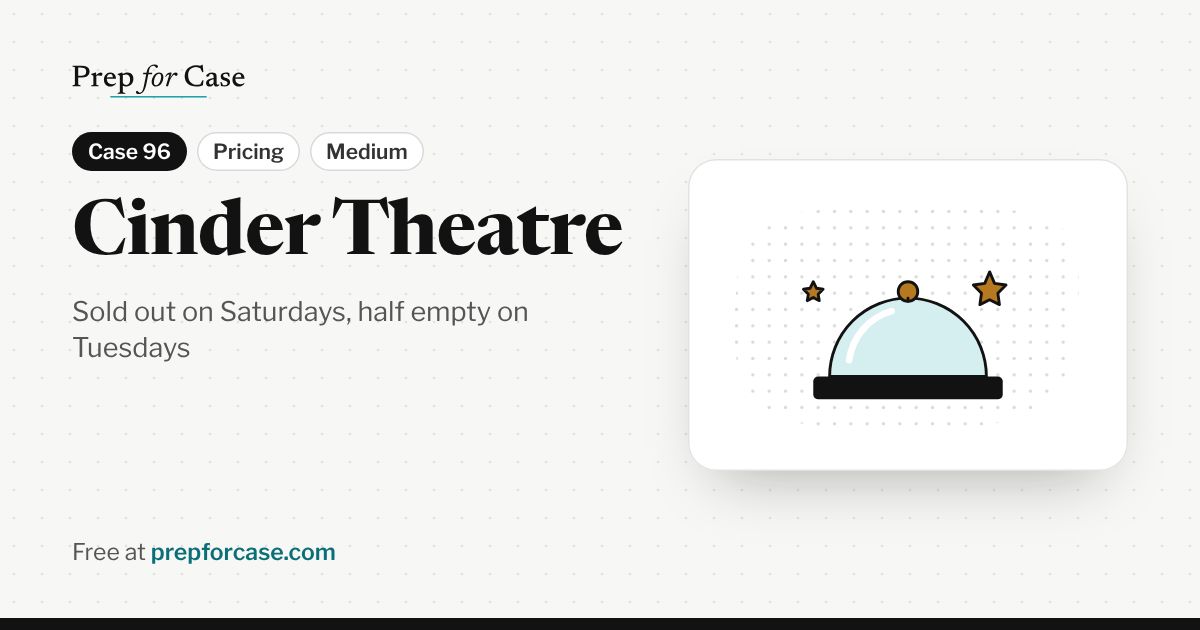 Prep for Case
Case 96 Pricing Medium
Cinder Theatre
Sold out on Saturdays, half empty on
Tuesdays
Free at prepforcase.com